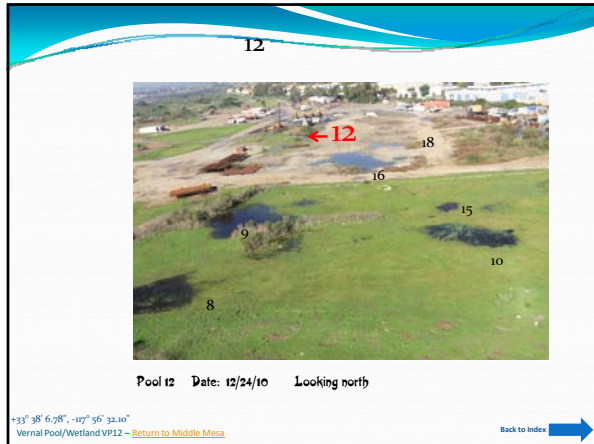 12
←12
18
16
15
9
10
8
Pool 12 Date: 12/24/10 Looking north
+33° 38' 6.78", -117° 56' 32.10"
Vernal Pool/Wetland VP12 – Return to Middle Mesa
Back to Index